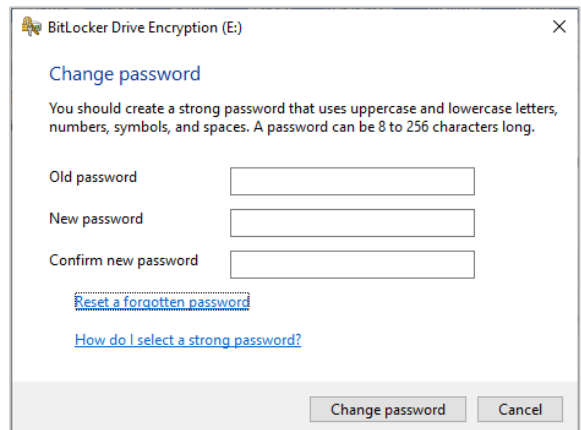 BitLocker Drive Encryption (E:)
Change password
You should create a strong password that uses uppercase and lowercase letters,
numbers, symbols, and spaces. A password can be 8 to 256 characters long.
Old password
New password
Confirm new password
Reset a forgotten password
How do I select a strong password?
Change password Cancel